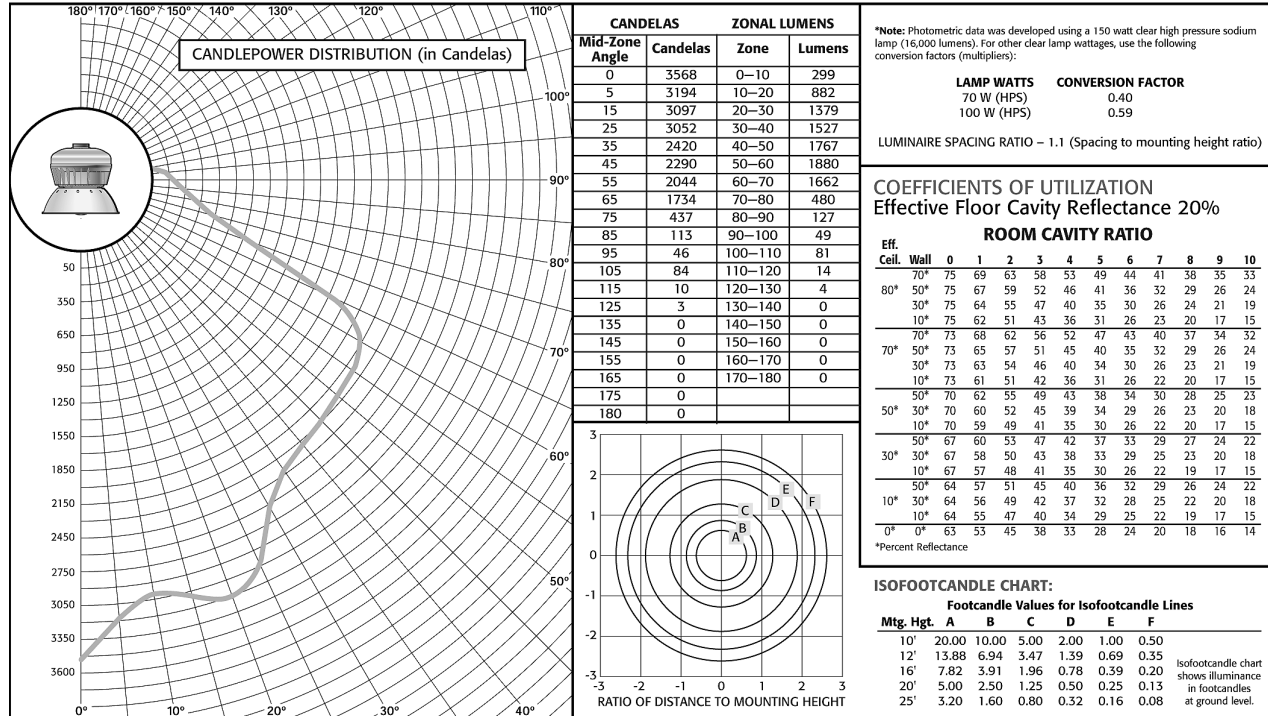 180° 170° 160° 150° 140° 130° 120° 110°
CANDLEPOWER DISTRIBUTION (in Candelas)
100°
90°
80°
70°
60°
50°
50
350
650
950
1250
1550
1850
2150
2450
2750
3050
3350
3600
0° 10° 20° 30° 40°
CANDELAS ZONAL LUMENS
Mid-Zone Angle Candelas Zone Lumens
0 3568 0–10 299
5 3194 10–20 882
15 3097 20–30 1379
25 3052 30–40 1527
35 2420 40–50 1767
45 2290 50–60 1880
55 2044 60–70 1662
65 1734 70–80 480
75 437 80–90 127
85 113 90–100 49
95 46 100–110 81
105 84 110–120 14
115 10 120–130 4
125 3 130–140 0
135 0 140–150 0
145 0 150–160 0
155 0 160–170 0
165 0 170–180 0
175 0
180 0
3
2
1
0
-1
-2
-3
A
B
C
D
E
F
-3 -2 -1 0 1 2 3
RATIO OF DISTANCE TO MOUNTING HEIGHT
*Note: Photometric data was developed using a 150 watt clear high pressure sodium
lamp (16,000 lumens). For other clear lamp wattages, use the following
conversion factors (multipliers):
LAMP WATTS CONVERSION FACTOR
70 W (HPS) 0.40
100 W (HPS) 0.59
LUMINAIRE SPACING RATIO – 1.1 (Spacing to mounting height ratio)
COEFFICIENTS OF UTILIZATION
Effective Floor Cavity Reflectance 20%
ROOM CAVITY RATIO
Eff.
Ceil. Wall 0 1 2 3 4 5 6 7 8 9 10
70* 75 69 63 58 53 49 44 41 38 35 33
80* 50* 75 67 59 52 46 41 36 32 29 26 24
30* 75 64 55 47 40 35 30 26 24 21 19
10* 75 62 51 43 36 31 26 23 20 17 15
70* 73 68 62 56 52 47 43 40 37 34 32
70* 50* 73 65 57 51 45 40 35 32 29 26 24
30* 73 63 54 46 40 34 30 26 23 21 19
10* 73 61 51 42 36 31 26 22 20 17 15
50* 70 62 55 49 43 38 34 30 28 25 23
50* 30* 70 60 52 45 39 34 29 26 23 20 18
10* 70 59 49 41 35 30 26 22 20 17 15
50* 67 60 53 47 42 37 33 29 27 24 22
30* 30* 67 58 50 43 38 33 29 25 23 20 18
10* 67 57 48 41 35 30 26 22 19 17 15
50* 64 57 51 45 40 36 32 29 26 24 22
10* 30* 64 56 49 42 37 32 28 25 22 20 18
10* 64 55 47 40 34 29 25 22 19 17 15
0* 0* 63 53 45 38 33 28 24 20 18 16 14
*Percent Reflectance
ISOFOOTCANDLE CHART:
Footcandle Values for Isofootcandle Lines
Mtg. Hgt. A B C D E F
10' 20.00 10.00 5.00 2.00 1.00 0.50
12' 13.88 6.94 3.47 1.39 0.69 0.35
16' 7.82 3.91 1.96 0.78 0.39 0.20
20' 5.00 2.50 1.25 0.50 0.25 0.13
25' 3.20 1.60 0.80 0.32 0.16 0.08
Isofootcandle chart
shows illuminance
in footcandles
at ground level.